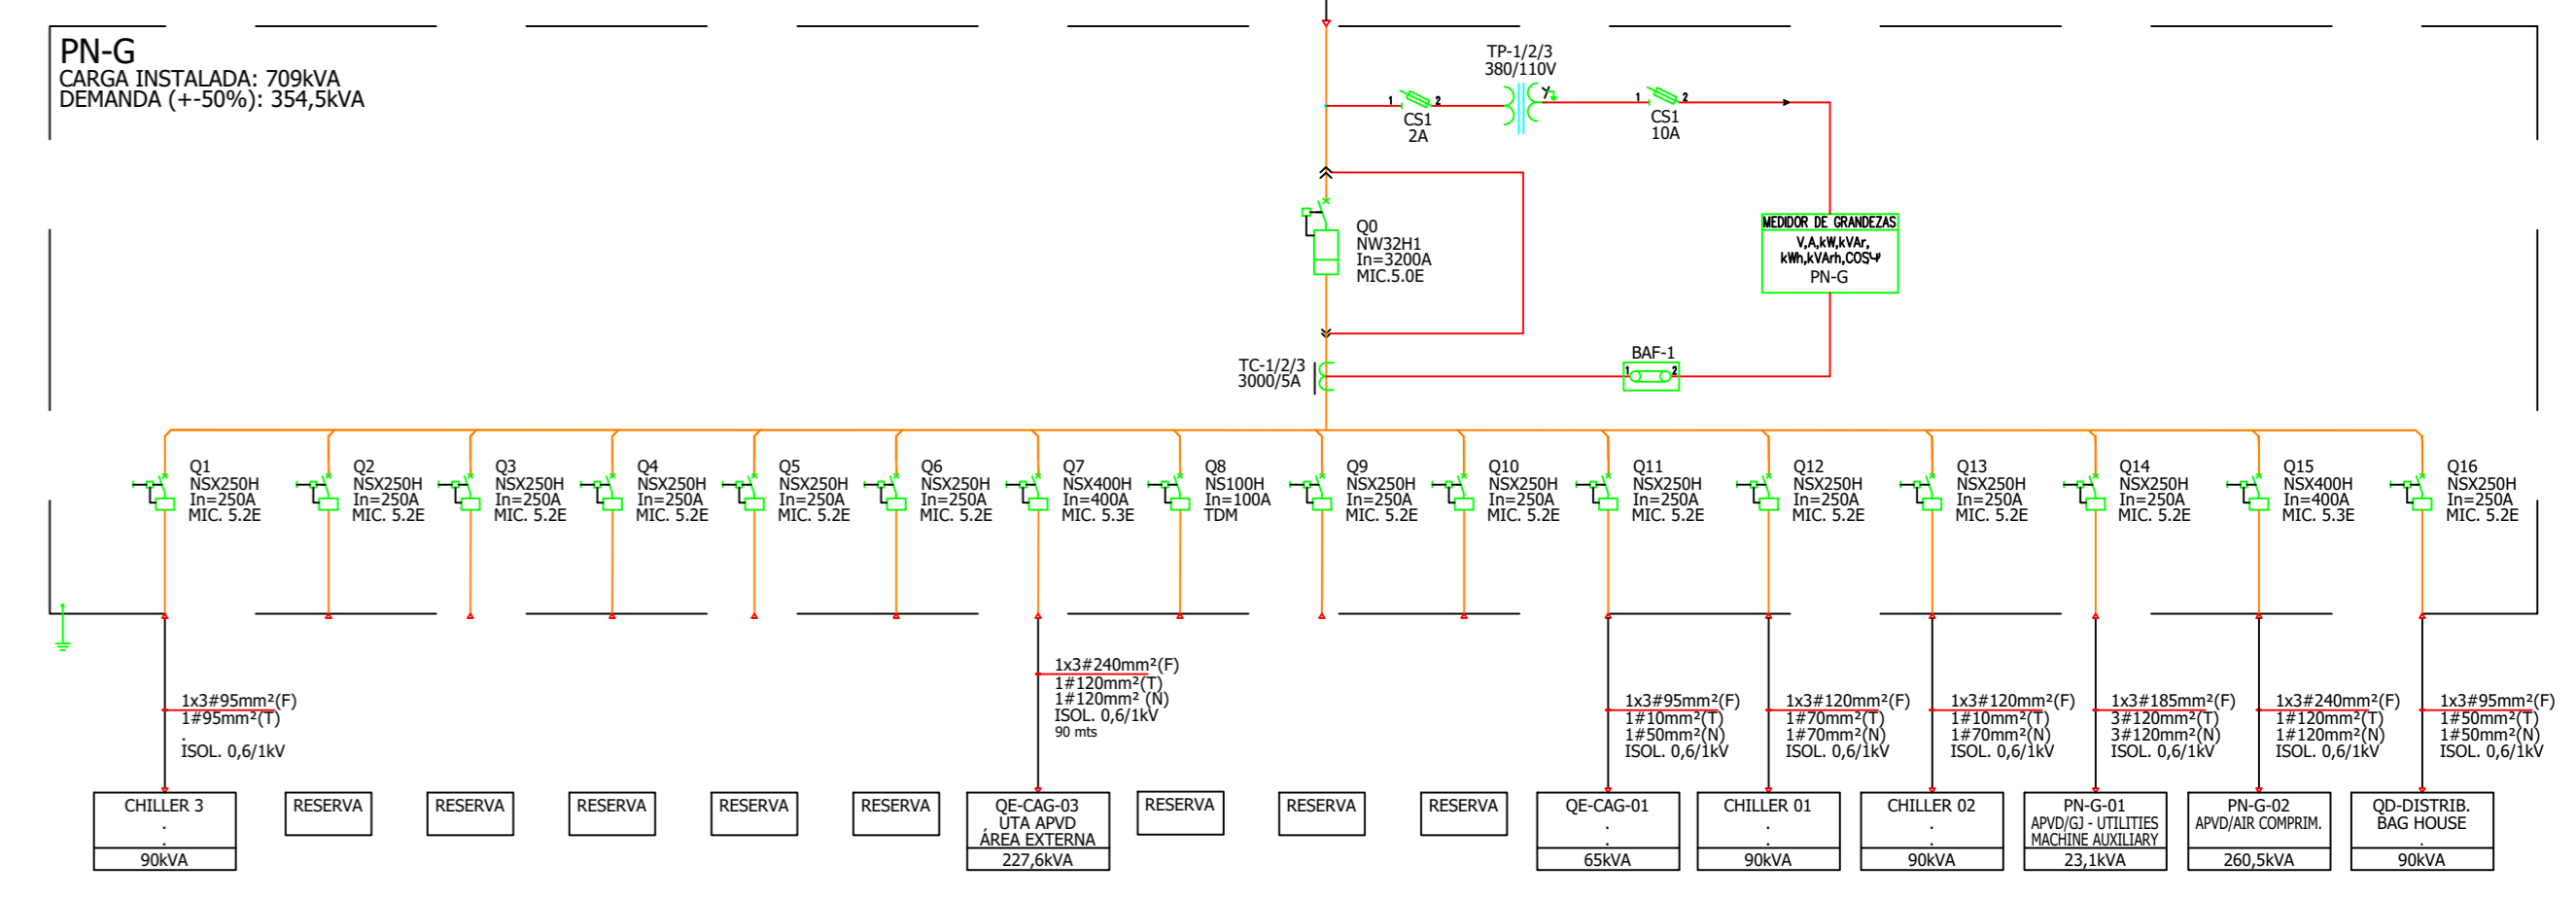 PN-G
CARGA INSTALADA: 709kVA
DEMANDA (+-50%): 354,5kVA
TP-1/2/3
380/110V
1 2
CS1
2A
1 2
CS1
10A
Q0
NW32H1
In=3200A
MIC.5.0E
MEDIDOR DE GRANDEZAS
V,A,kW,kVAr,
kWh,kVArh,COSΨ
PN-G
TC-1/2/3
3000/5A
BAF-1
1 2
Q1
NSX250H
In=250A
MIC. 5.2E
Q2
NSX250H
In=250A
MIC. 5.2E
Q3
NSX250H
In=250A
MIC. 5.2E
Q4
NSX250H
In=250A
MIC. 5.2E
Q5
NSX250H
In=250A
MIC. 5.2E
Q6
NSX250H
In=250A
MIC. 5.2E
Q7
NSX400H
In=400A
MIC. 5.3E
Q8
NS100H
In=100A
TDM
Q9
NSX250H
In=250A
MIC. 5.2E
Q10
NSX250H
In=250A
MIC. 5.2E
Q11
NSX250H
In=250A
MIC. 5.2E
Q12
NSX250H
In=250A
MIC. 5.2E
Q13
NSX250H
In=250A
MIC. 5.2E
Q14
NSX250H
In=250A
MIC. 5.2E
Q15
NSX400H
In=400A
MIC. 5.3E
Q16
NSX250H
In=250A
MIC. 5.2E
1x3#95mm²(F)
1#95mm²(T)
.
ISOL. 0,6/1kV
1x3#240mm²(F)
1#120mm²(T)
1#120mm² (N)
ISOL. 0,6/1kV
90 mts
1x3#95mm²(F)
1#10mm²(T)
1#50mm²(N)
ISOL. 0,6/1kV
1x3#120mm²(F)
1#70mm²(T)
1#70mm²(N)
ISOL. 0,6/1kV
1x3#120mm²(F)
1#10mm²(T)
1#70mm²(N)
ISOL. 0,6/1kV
1x3#185mm²(F)
3#120mm²(T)
3#120mm²(N)
ISOL. 0,6/1kV
1x3#240mm²(F)
1#120mm²(T)
1#120mm²(N)
ISOL. 0,6/1kV
1x3#95mm²(F)
1#50mm²(T)
1#50mm²(N)
ISOL. 0,6/1kV
CHILLER 3
.
.
90kVA
RESERVA
RESERVA
RESERVA
RESERVA
RESERVA
QE-CAG-03
UTA APVD
ÁREA EXTERNA
227,6kVA
RESERVA
RESERVA
RESERVA
QE-CAG-01
.
.
65kVA
CHILLER 01
.
.
90kVA
CHILLER 02
.
.
90kVA
PN-G-01
APVD/GJ - UTILITIES
MACHINE AUXILIARY
23,1kVA
PN-G-02
APVD/AIR COMPRIM.
.
260,5kVA
QD-DISTRIB.
BAG HOUSE
.
90kVA